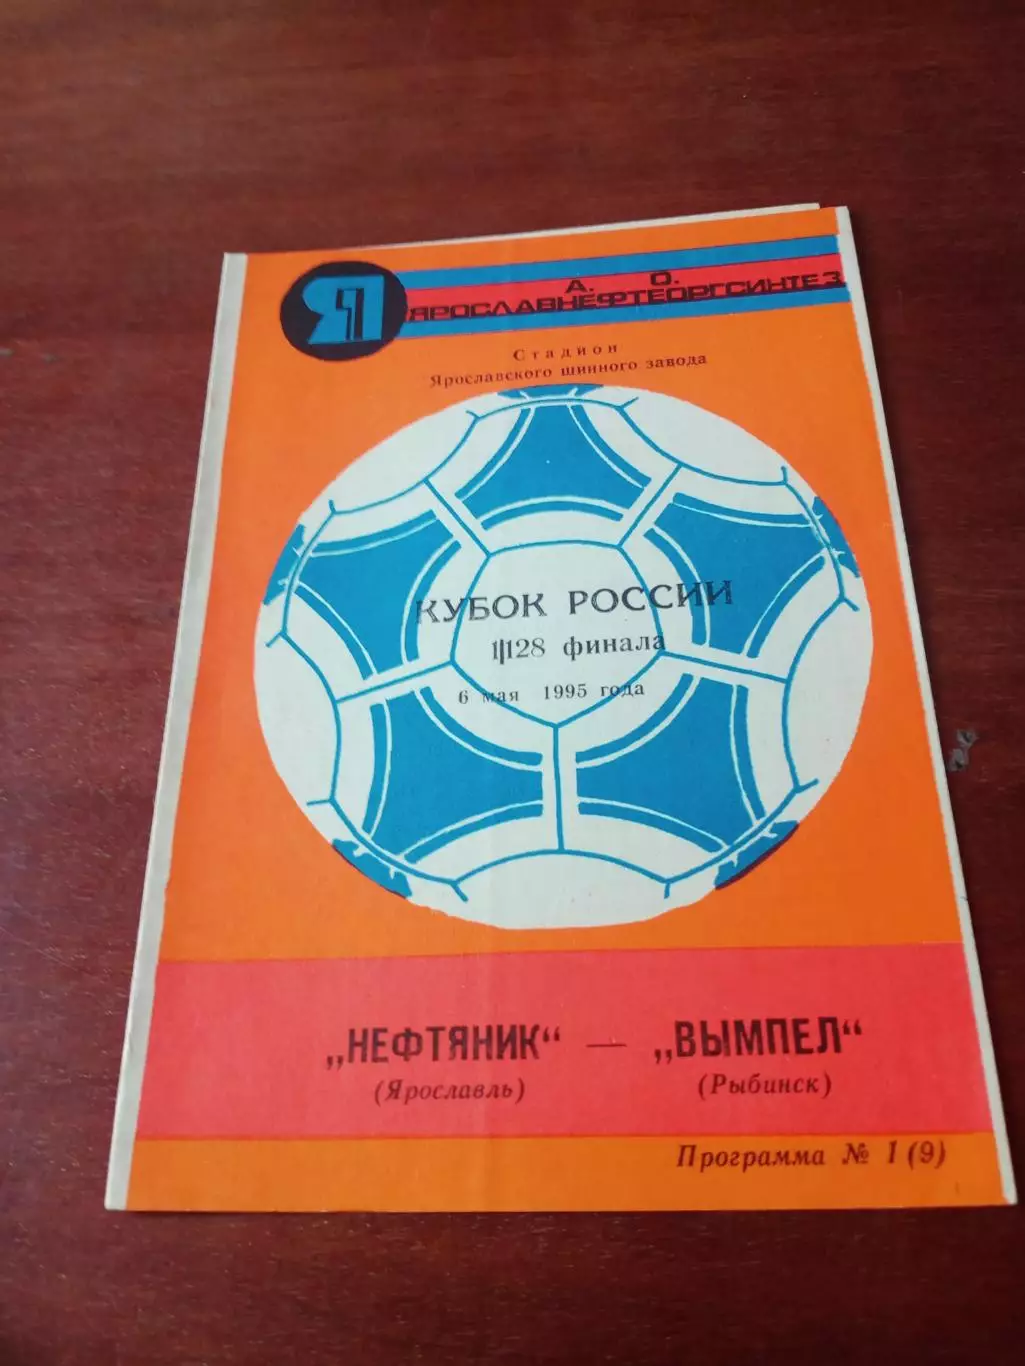 Я
А. О.
ЯРОСЛАВНЕФТЕОРГСИНТЕЗ
Стадион
Ярославского шинного завода
КУБОК РОССИИ
1/128 финала
6 мая 1995 года
„НЕФТЯНИК“ — „ВЫМПЕЛ“
(Ярославль) (Рыбинск)
Программа № 1 (9)